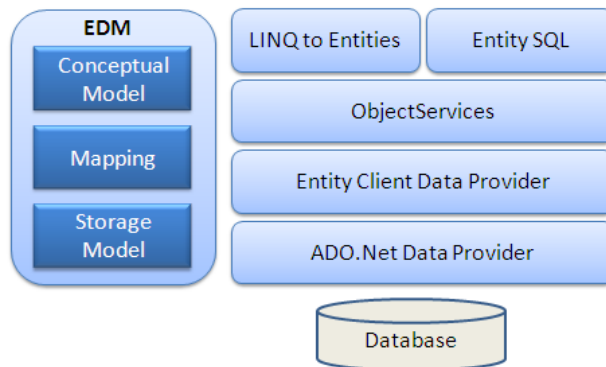 EDM
Conceptual
Model
Mapping
Storage
Model
LINQ to Entities
Entity SQL
ObjectServices
Entity Client Data Provider
ADO.Net Data Provider
Database